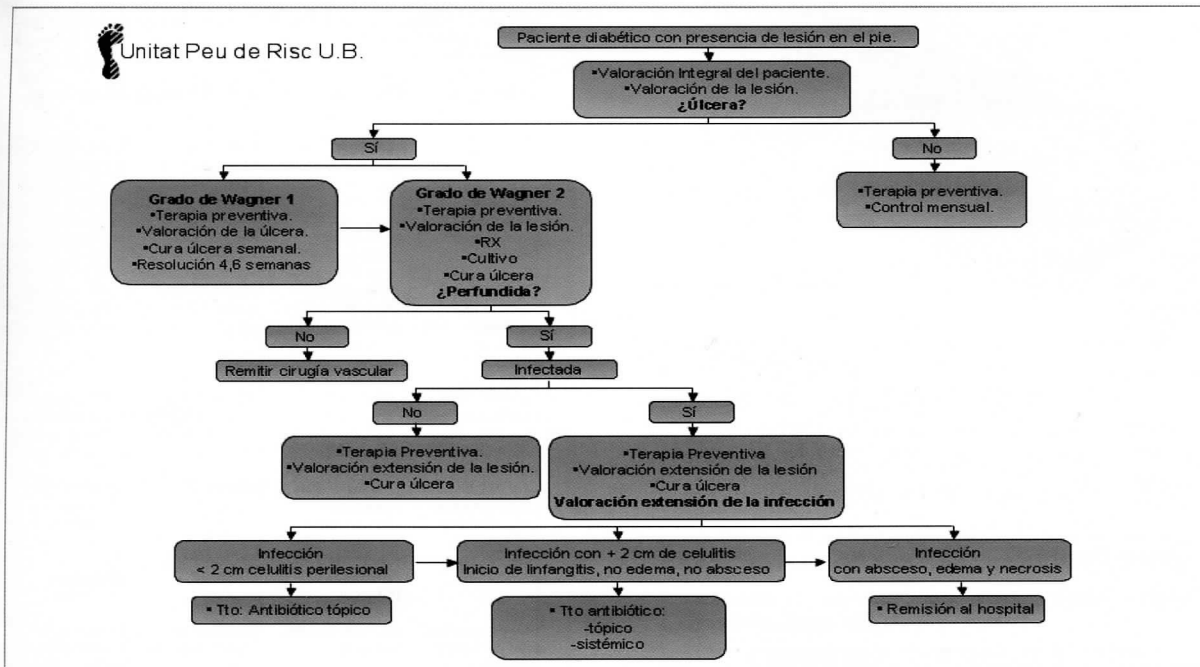 Unitat Peu de Risc U.B.
Paciente diabético con presencia de lesión en el pie.
▪Valoración Integral del paciente.
▪Valoración de la lesión.
¿Úlcera?
Sí
No
Grado de Wagner 1
▪Terapia preventiva.
▪Valoración de la úlcera.
▪Cura úlcera semanal.
▪Resolución 4,6 semanas
Grado de Wagner 2
▪Terapia preventiva.
▪Valoración de la lesión.
▪RX
▪Cultivo
▪Cura úlcera
¿Perfundida?
▪Terapia preventiva.
▪Control mensual.
No
Sí
Remitir cirugía vascular
Infectada
No
Sí
▪Terapia Preventiva.
▪Valoración extensión de la lesión.
▪Cura úlcera
▪Terapia Preventiva
▪Valoración extensión de la lesión
▪Cura úlcera
Valoración extensión de la infección
Infección
< 2 cm celulitis perilesional
Infección con + 2 cm de celulitis
Inicio de linfangitis, no edema, no absceso
Infección
con absceso, edema y necrosis
▪ Tto: Antibiótico tópico
▪ Tto antibiótico:
-tópico
-sistémico
▪ Remisión al hospital